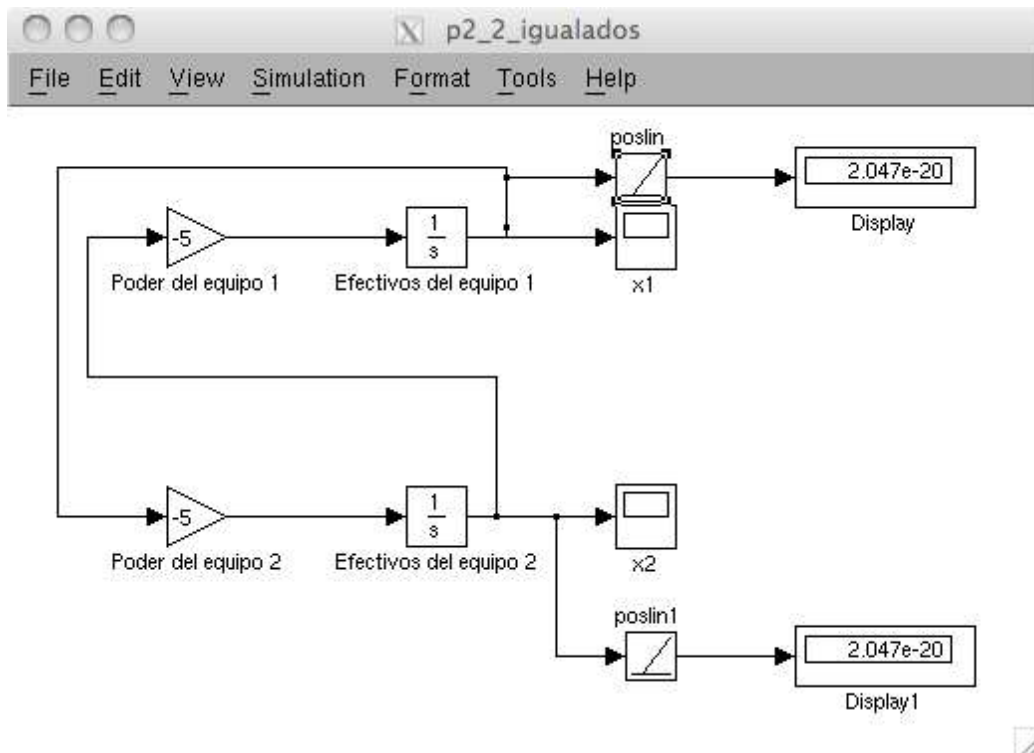 p2_2_igualados
File Edit View Simulation Format Tools Help
poslin
2.047e-20
Display
-5
Poder del equipo 1
1
s
Efectivos del equipo 1
x1
-5
Poder del equipo 2
1
s
Efectivos del equipo 2
x2
poslin1
2.047e-20
Display1